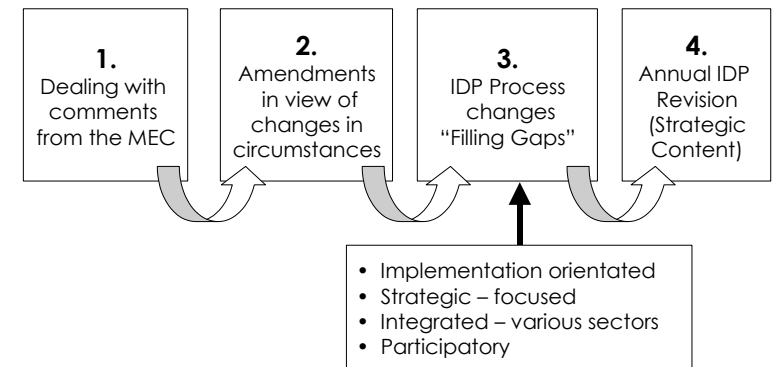 1.
Dealing with
comments
from the MEC
2.
Amendments
in view of
changes in
circumstances
3.
IDP Process
changes
“Filling Gaps”
4.
Annual IDP
Revision
(Strategic
Content)
• Implementation orientated
• Strategic – focused
• Integrated – various sectors
• Participatory